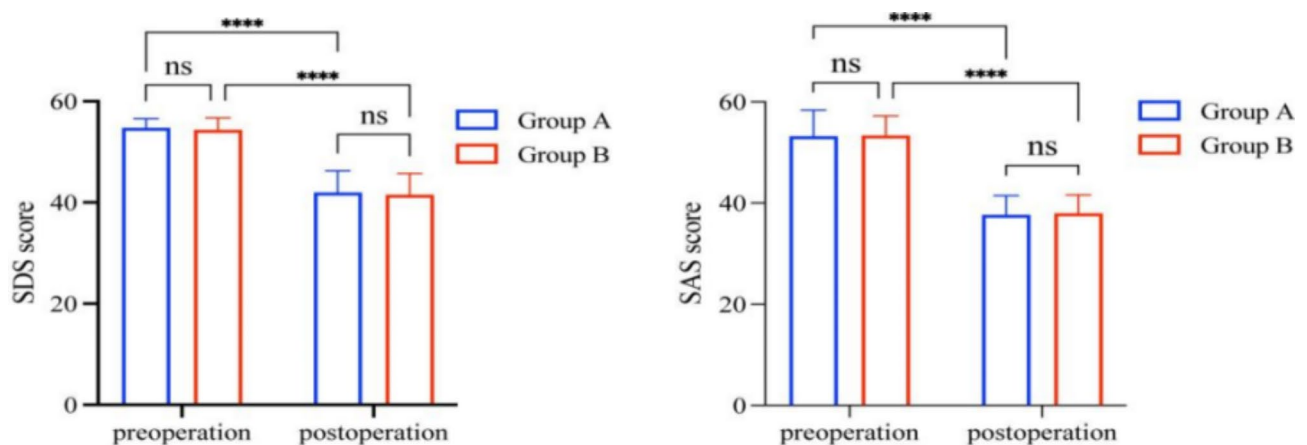 ****
ns
****
60
ns
Group A
Group B
40
SDS score
20
0
preoperation
postoperation
****
ns
****
60
ns
Group A
Group B
40
SAS score
20
0
preoperation
postoperation